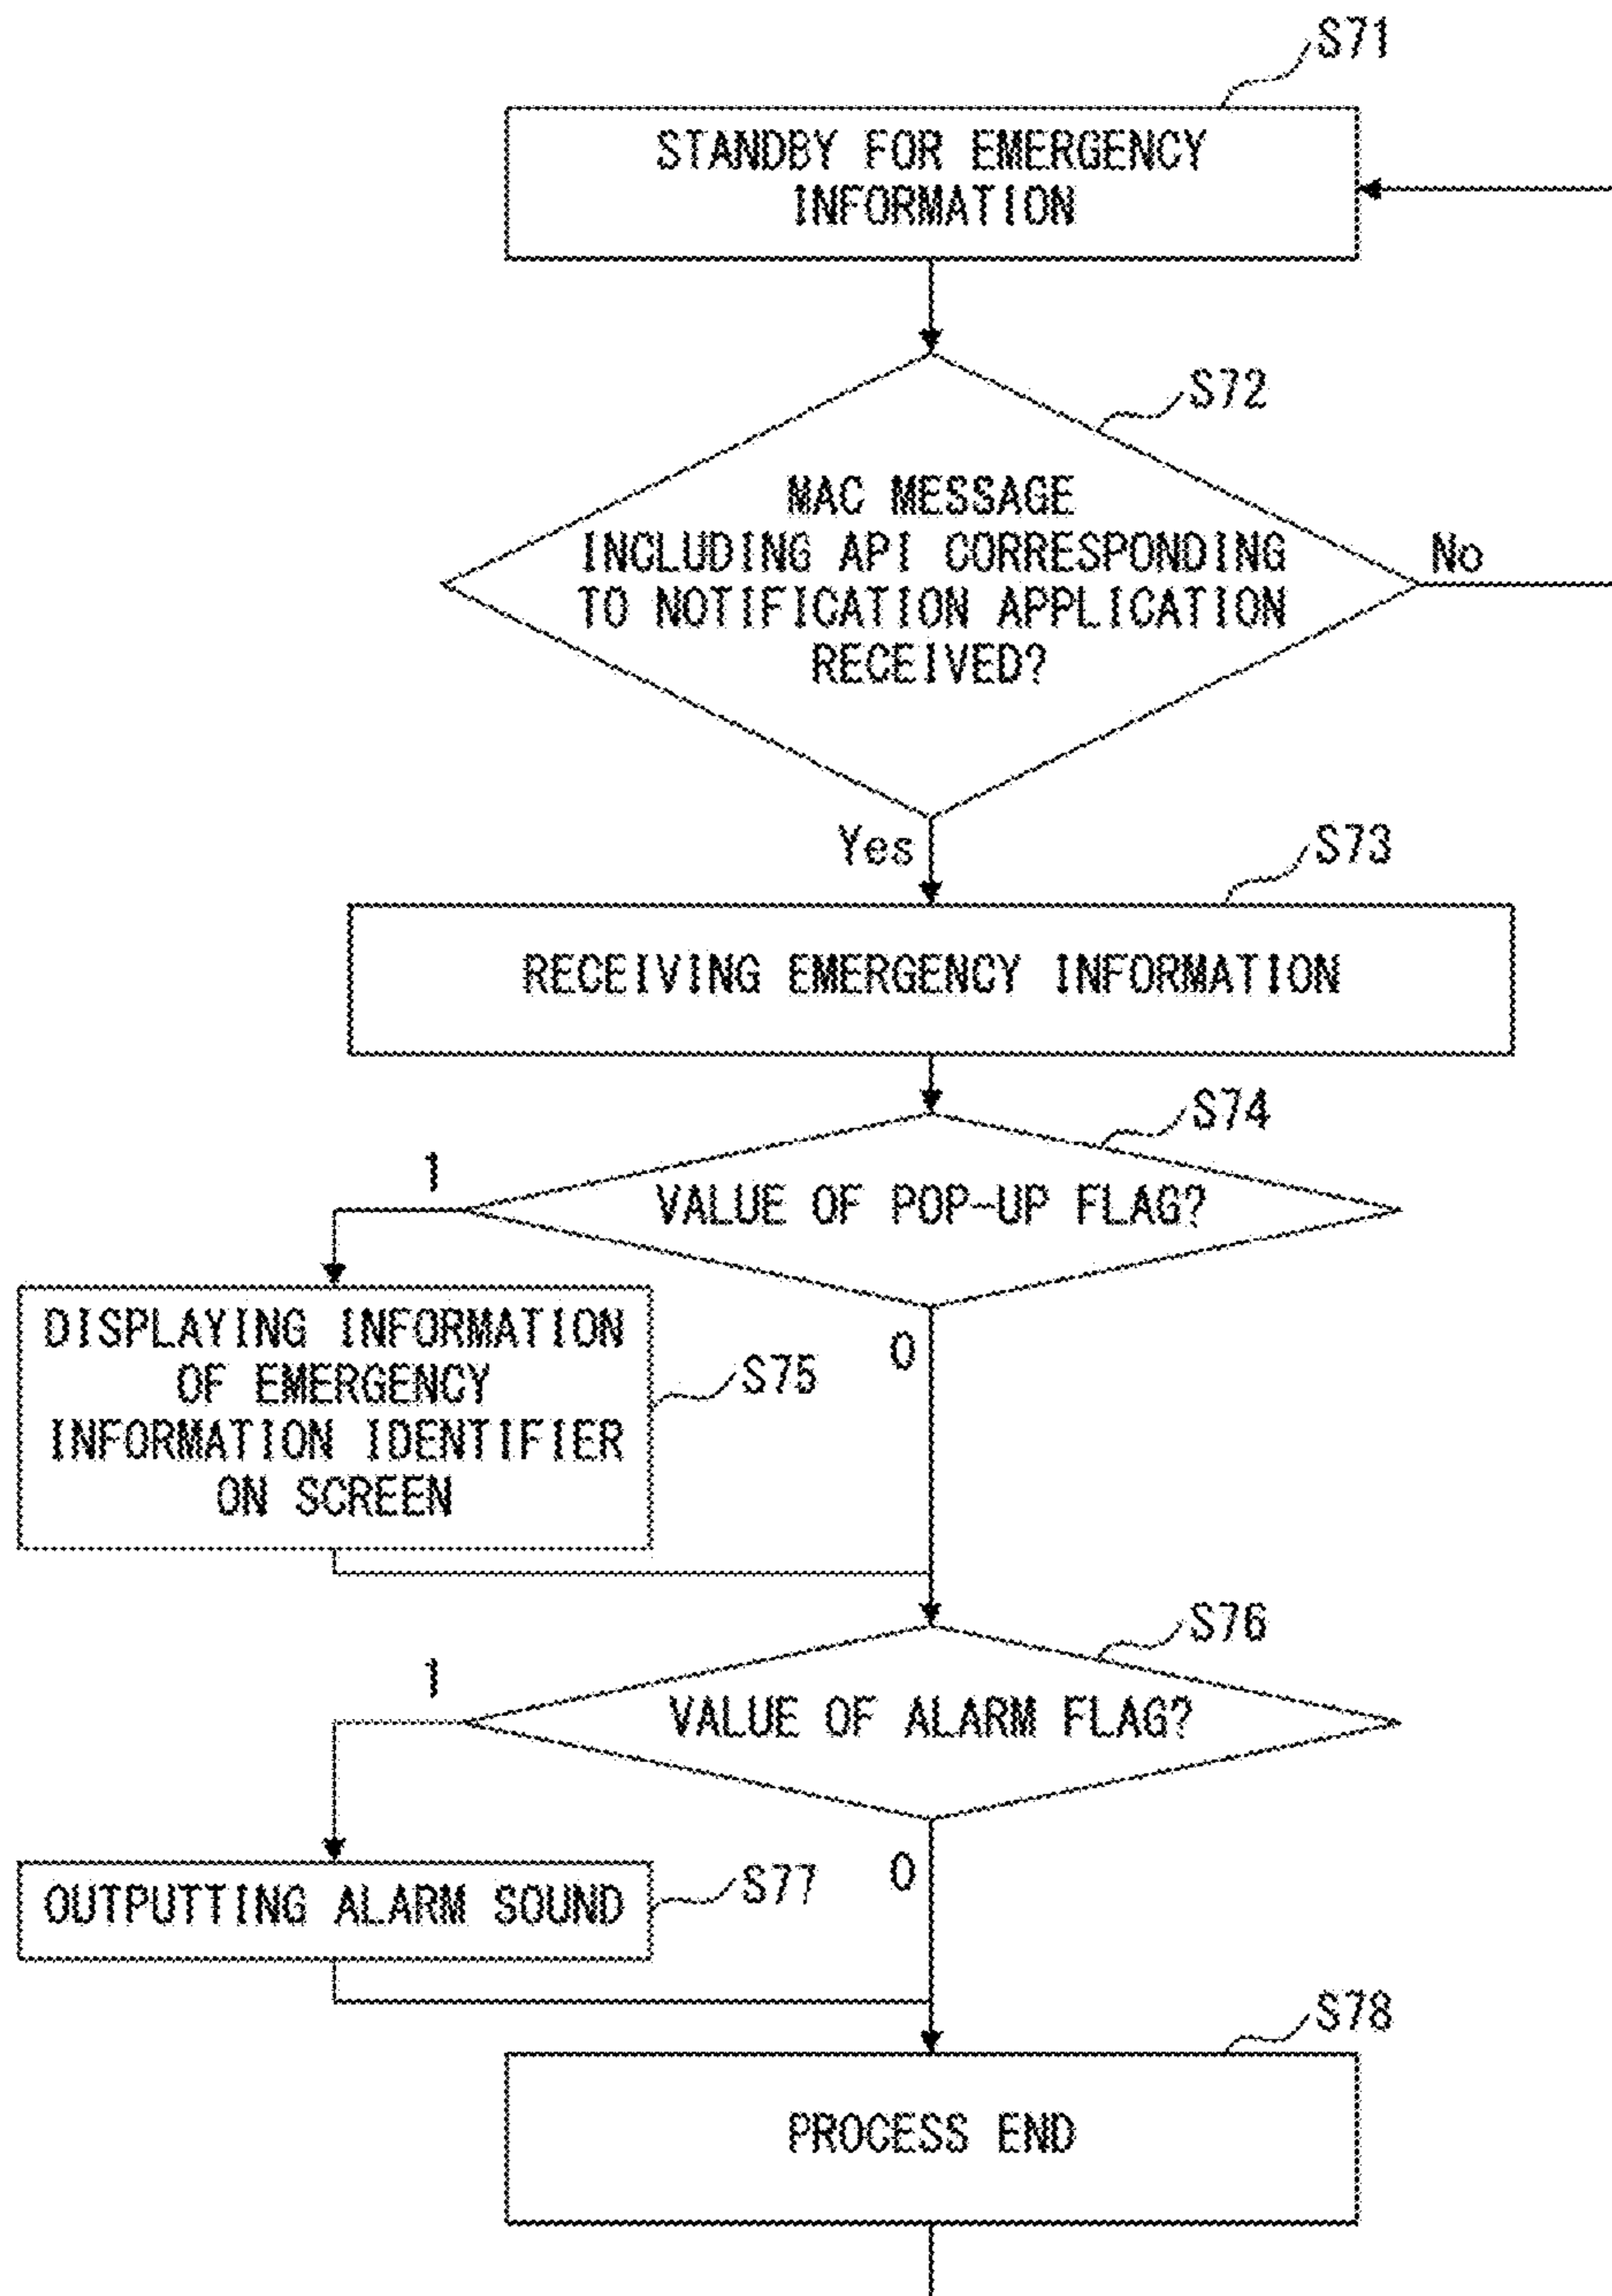 S71
STANDBY FOR EMERGENCY
INFORMATION
S72
MAC MESSAGE
INCLUDING API CORRESPONDING
TO NOTIFICATION APPLICATION
RECEIVED?
No
Yes
S73
RECEIVING EMERGENCY INFORMATION
S74
1
VALUE OF POP-UP FLAG?
0
DISPLAYING INFORMATION
OF EMERGENCY
INFORMATION IDENTIFIER
ON SCREEN
S75
S76
1
VALUE OF ALARM FLAG?
0
OUTPUTTING ALARM SOUND
S77
S78
PROCESS END